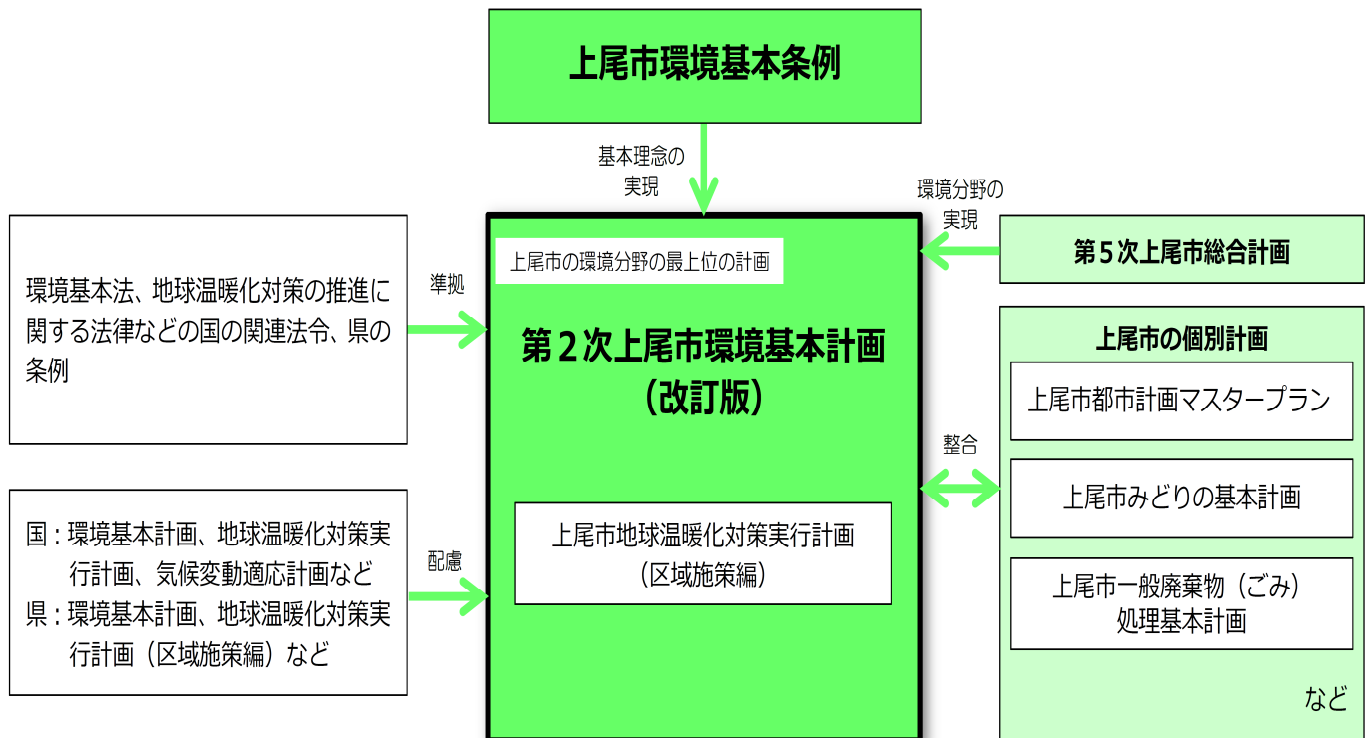 上尾市環境基本条例
基本理念の
実現
環境分野の
実現
環境基本法、地球温暖化対策の推進に
関する法律などの国の関連法令、県の
条例
準拠
上尾市の環境分野の最上位の計画
第2次上尾市環境基本計画
（改訂版）
第５次上尾市総合計画
上尾市の個別計画
上尾市都市計画マスタープラン
整合
上尾市みどりの基本計画
国：環境基本計画、地球温暖化対策実
行計画、気候変動適応計画など
県：環境基本計画、地球温暖化対策実
行計画（区域施策編）など
配慮
上尾市地球温暖化対策実行計画
（区域施策編）
上尾市一般廃棄物（ごみ）
処理基本計画
など